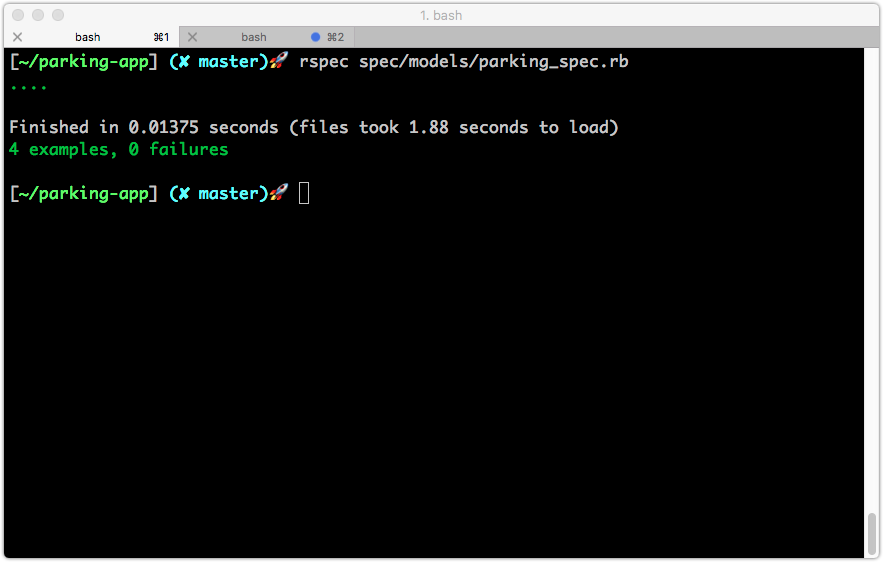 1. bash
bash ⌘1 bash ⌘2
[~/parking-app] (✘ master)🚀 rspec spec/models/parking_spec.rb
....
Finished in 0.01375 seconds (files took 1.88 seconds to load)
4 examples, 0 failures
[~/parking-app] (✘ master)🚀